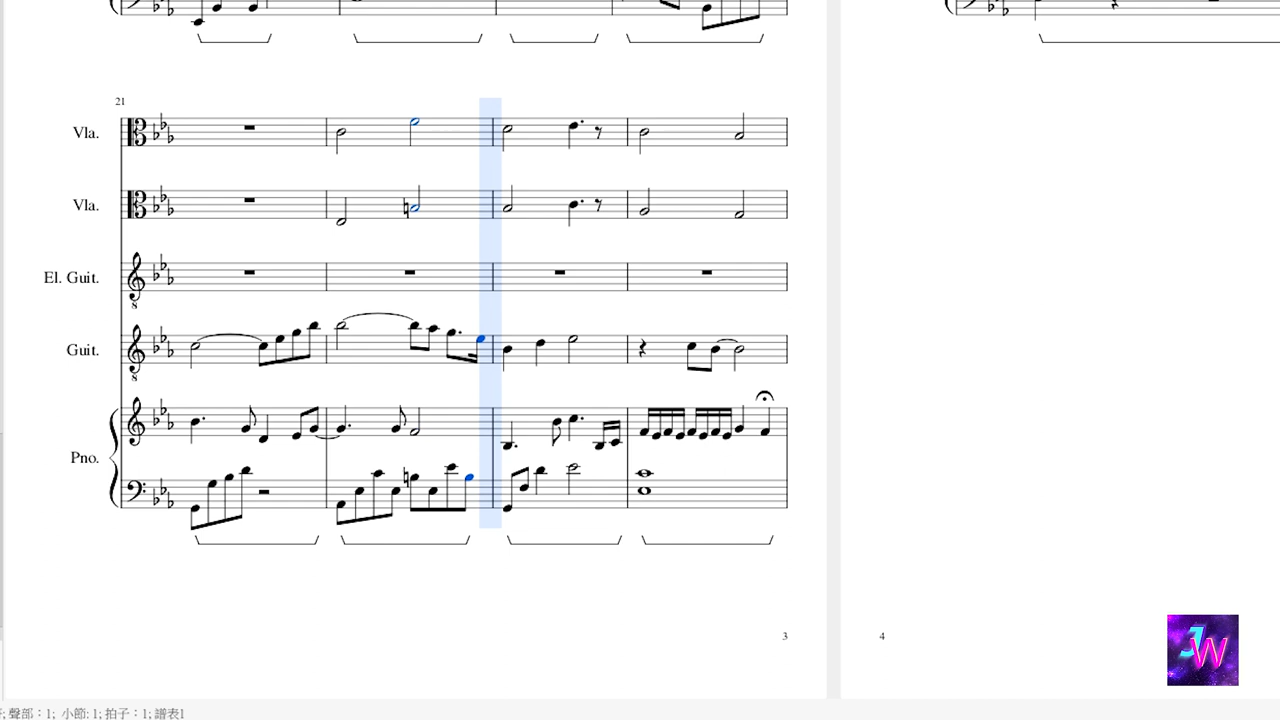 21
Vla.
Vla.
El. Guit.
Guit.
Pno.
3
4
JW
; 聲部：1; 小節: 1; 拍子：1; 譜表1